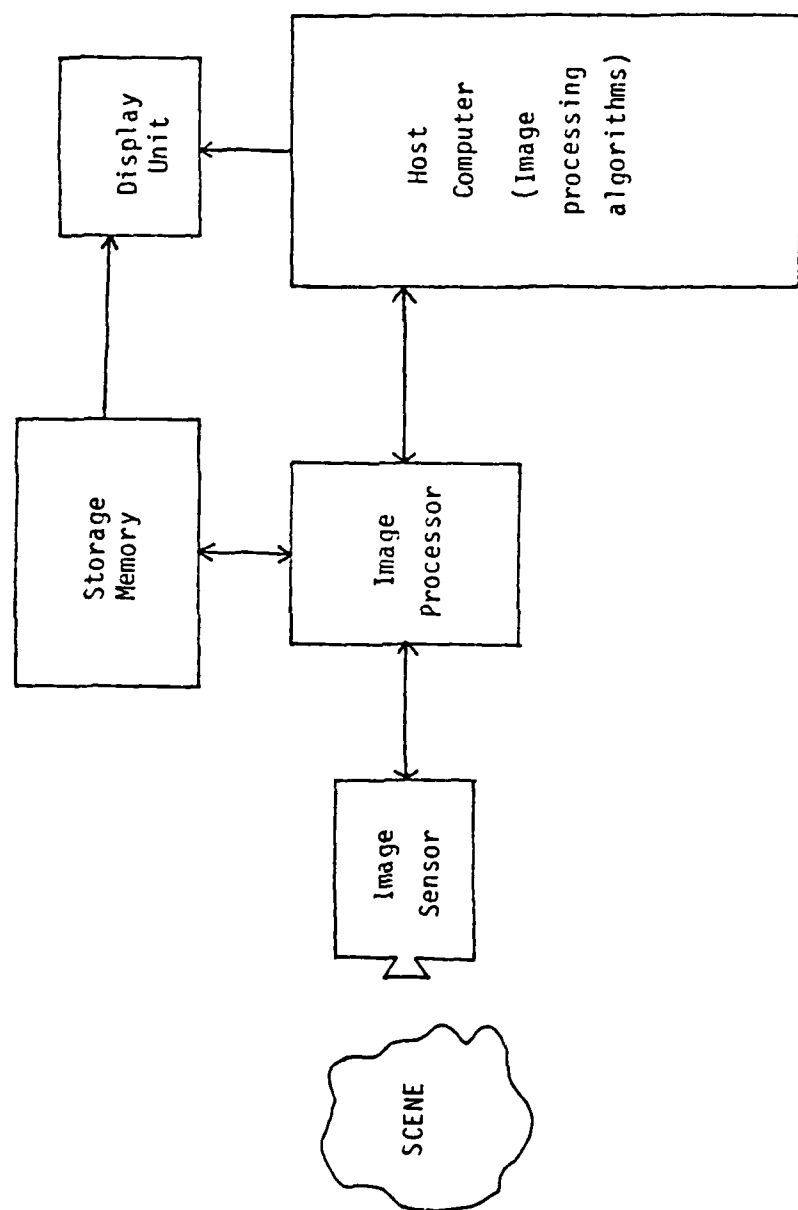 SCENE
Image
Sensor
Image
Processor
Storage
Memory
Display
Unit
Host
Computer
(Image
processing
algorithms)